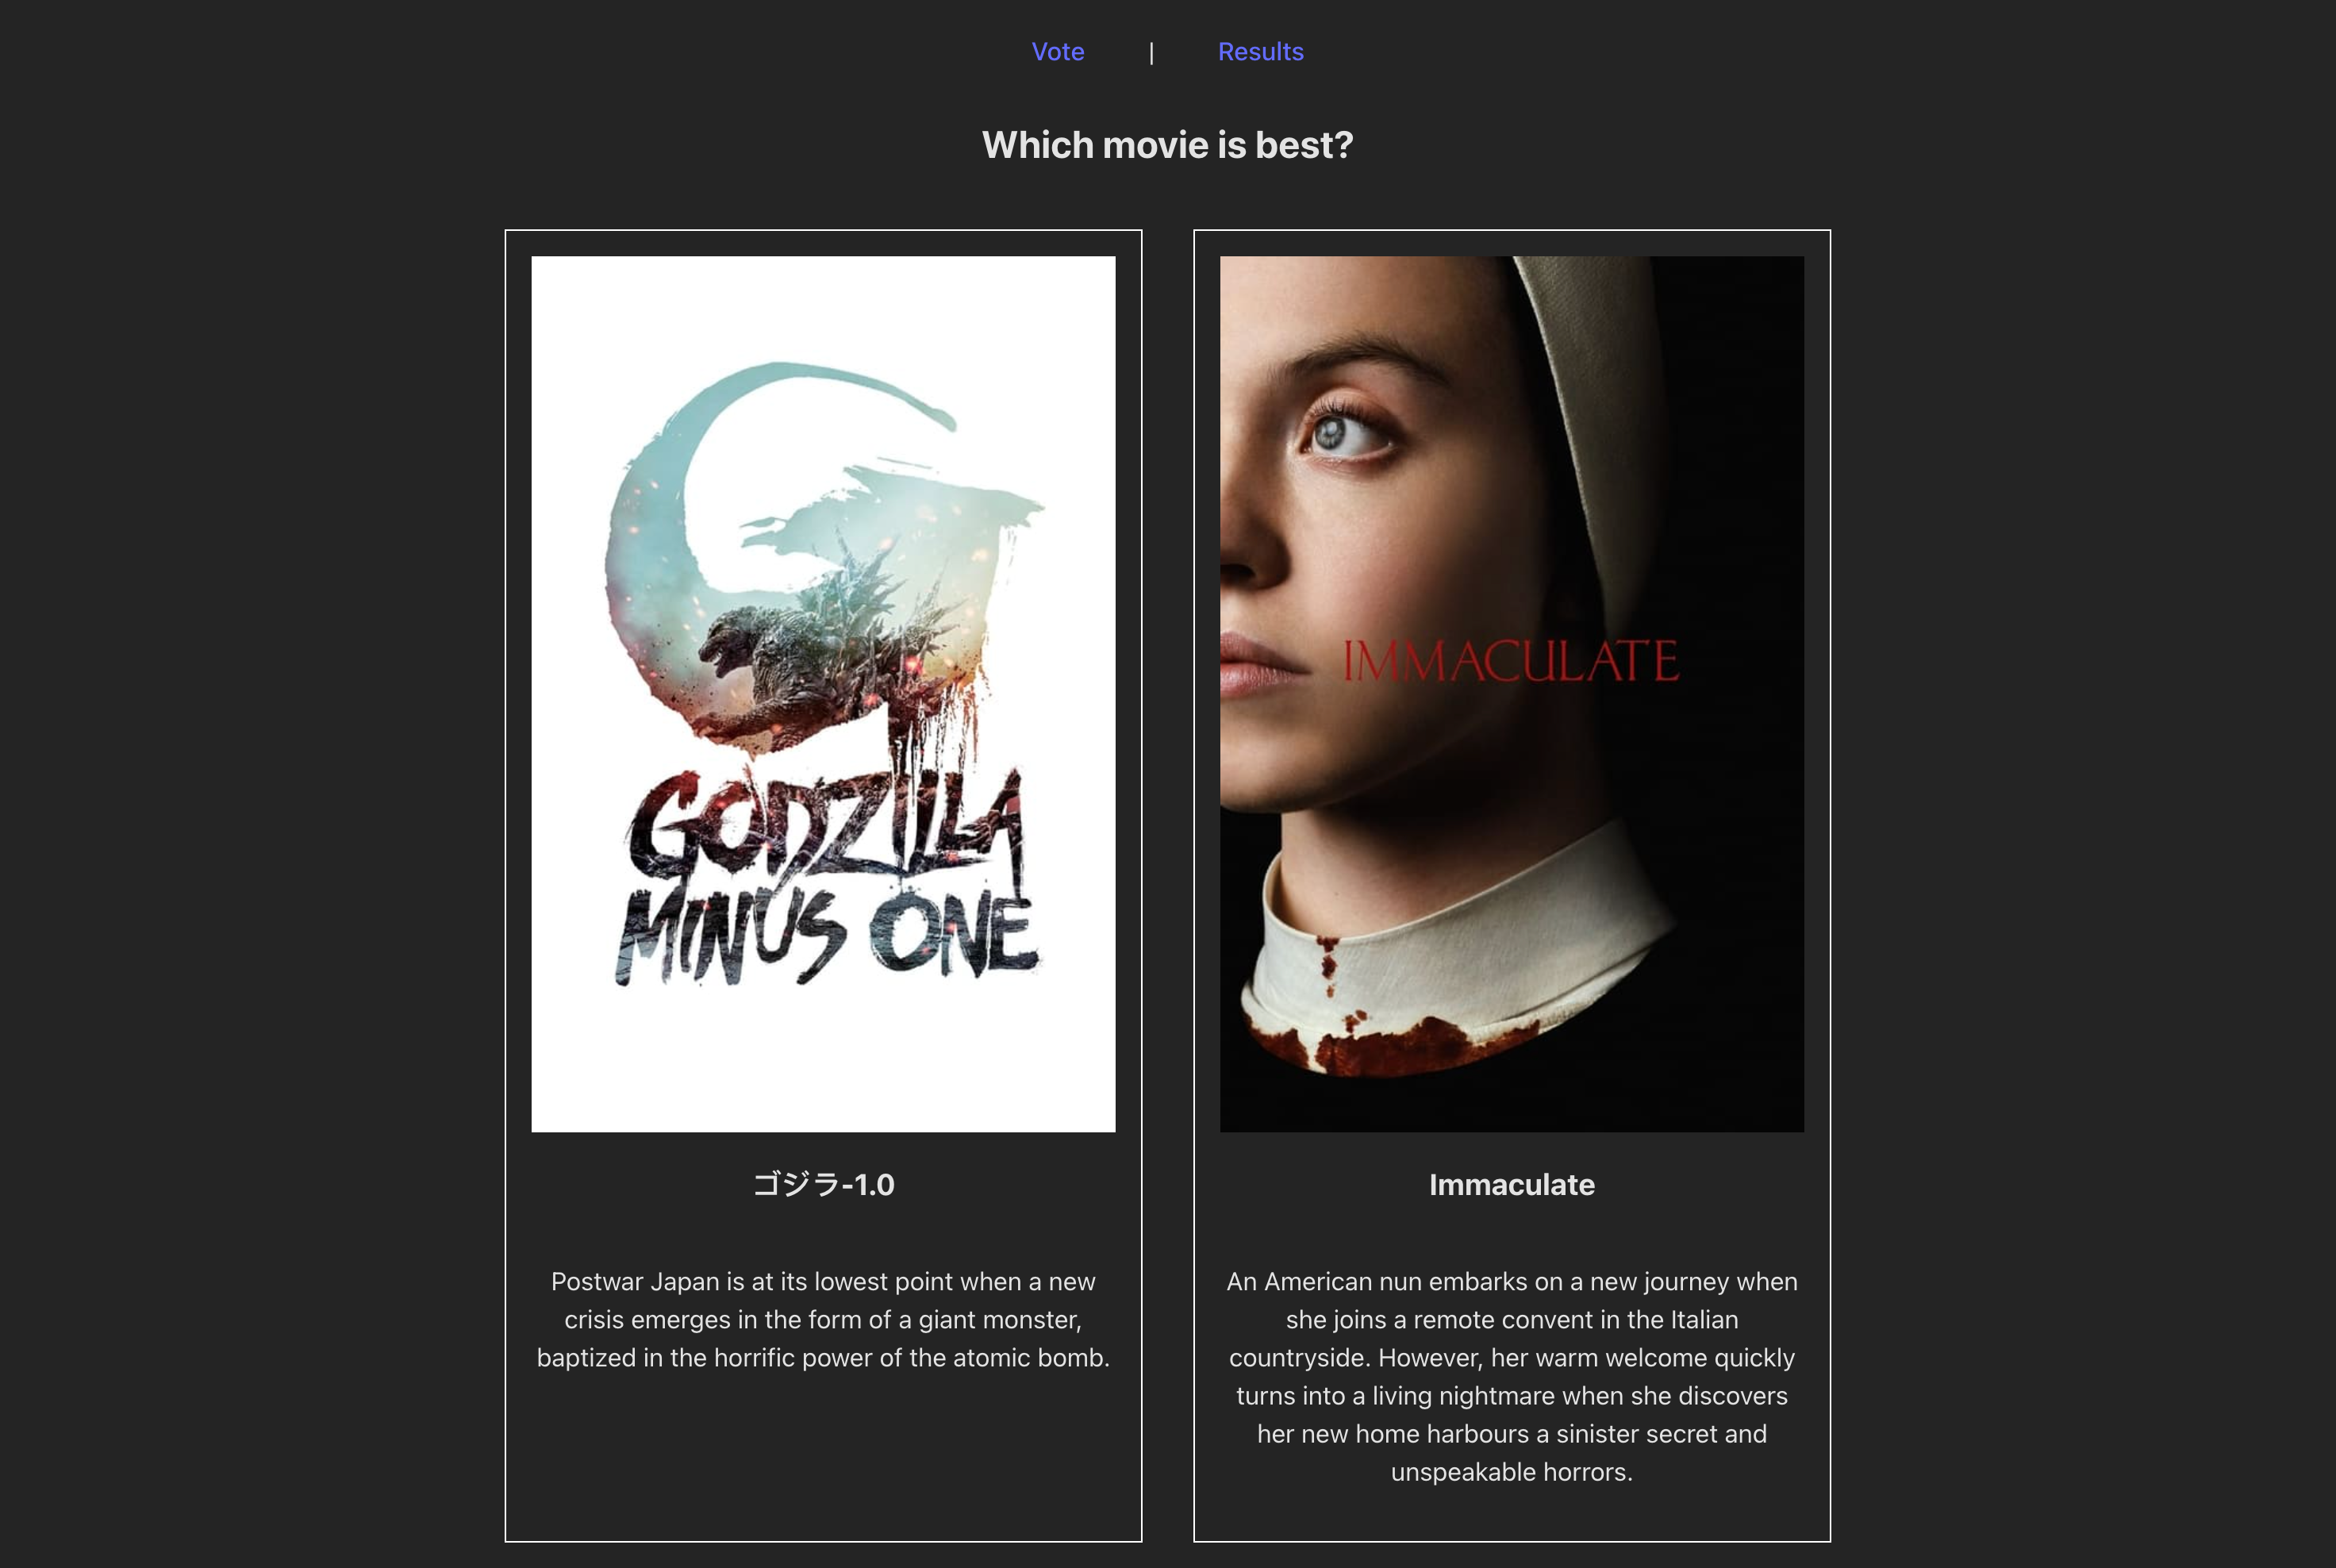 Vote | Results
Which movie is best?
GODZILLA
MINUS ONE
ゴジラ-1.0
Postwar Japan is at its lowest point when a new
crisis emerges in the form of a giant monster,
baptized in the horrific power of the atomic bomb.
IMMACULATE
Immaculate
An American nun embarks on a new journey when
she joins a remote convent in the Italian
countryside. However, her warm welcome quickly
turns into a living nightmare when she discovers
her new home harbours a sinister secret and
unspeakable horrors.